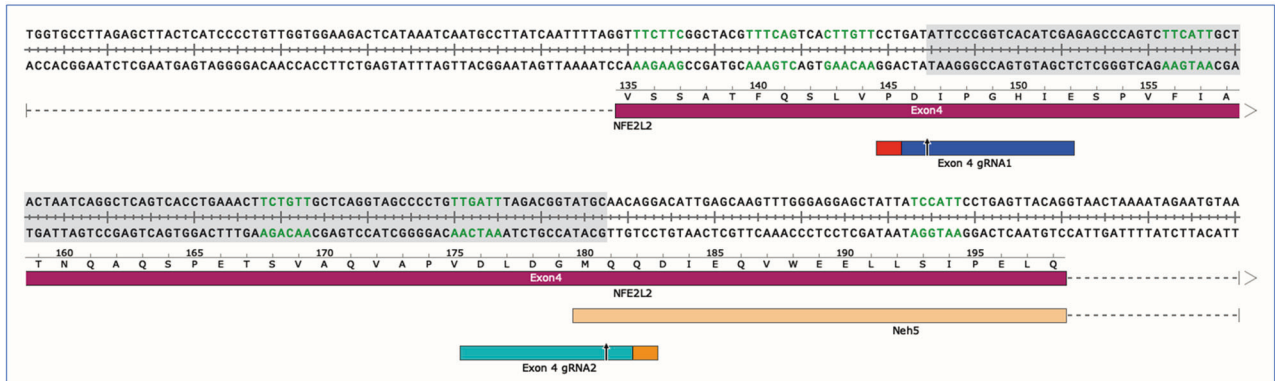 TGGTGCCTTAGAGCTTACTCATCCCCTGTTGGTGGAAGACTCATAAATCAATGCCTTATCAATTTTAGGTTTCTTCGGCTACGTTTCAGTCACTTGTTCCTGATATTCCCGGTCACATCGAGAGCCCAGTCTTCATTGCT
ACCACGGAATCTCGAATGAGTAGGGGACAACCACCTTCTGAGTATTTAGTTACGGAATAGTTAAAATCCAAAGAAGCCGATGCAAAGTCAGTGAACAAGGACTATAAGGGCCAGTGTAGCTCTCGGGTCAGAAGTAACGA
135 140 145 150 155
V S S A T F Q S L V P D I P G H I E S P V F I A
Exon4
NFE2L2
Exon 4 gRNA1
ACTAATCAGGCTCAGTCACCTGAAACTTCTGTTGCTCAGGTAGCCCCTGTTGATTTAGACGGTATGCAACAGGACATTGAGCAAGTTTGGGAGGAGCTATTATCCATTCCTGAGTTACAGGTAACTAAAATAGAATGTAA
TGATTAGTCCGAGTCAGTGGACTTTGAAGACAACGAGTCCATCGGGGACAACTAAATCTGCCATACGTTGTCCTGTAACTCGTTCAAACCCTCCTCGATAATAGGTAAGGACTCAATGTCCATTGATTTTATCTTACATT
160 165 170 175 180 185 190 195
T N Q A Q S P E T S V A Q V A P V D L D G M Q Q D I E Q V W E E L L S I P E L Q
Exon4
NFE2L2
Neh5
Exon 4 gRNA2